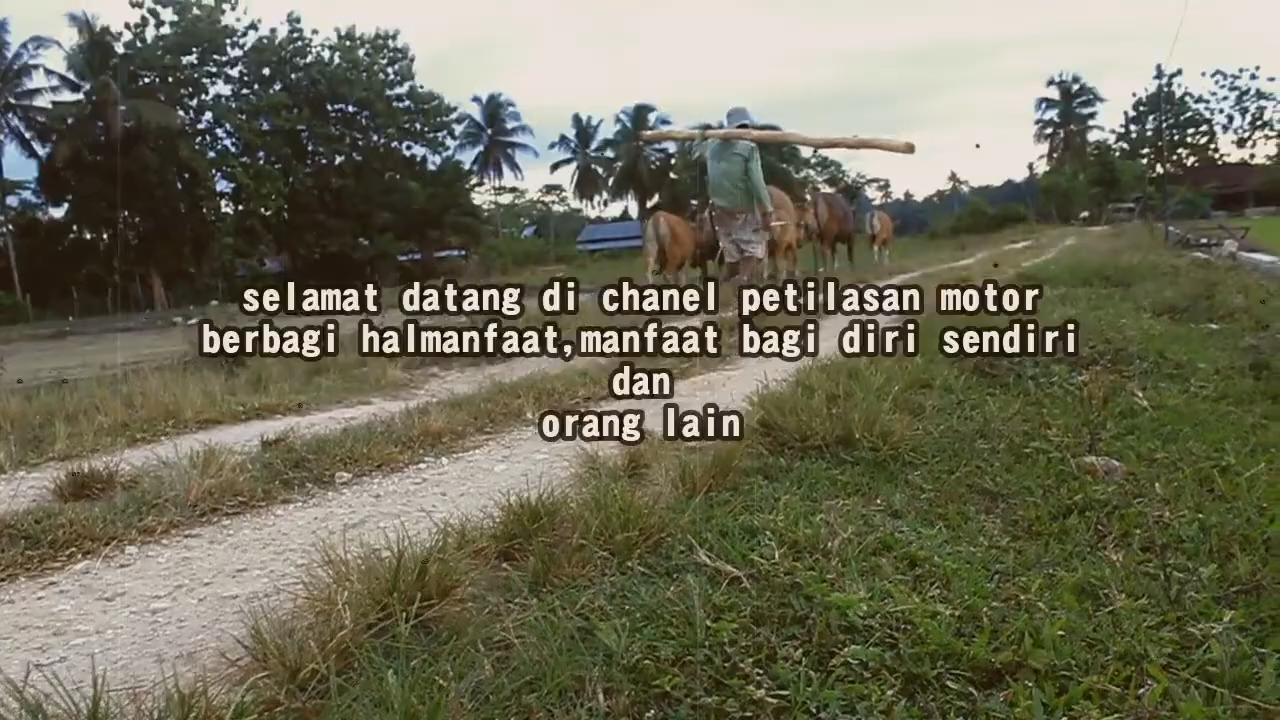 selamat datang di chanel petilasan motor
berbagi halmanfaat,manfaat bagi diri sendiri
dan
orang lain